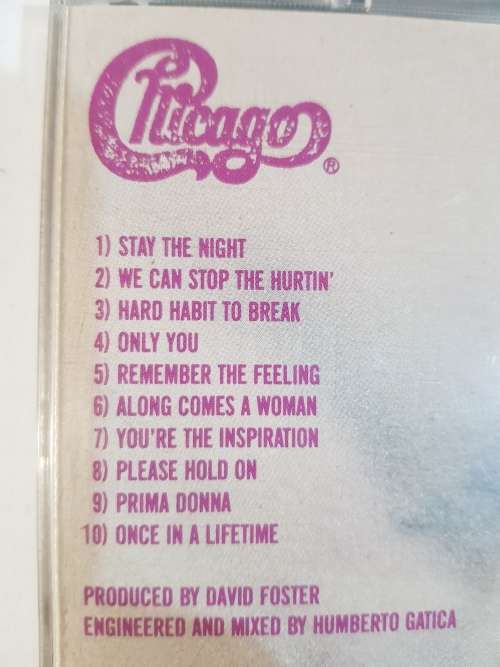 Chicago®
1) STAY THE NIGHT
2) WE CAN STOP THE HURTIN'
3) HARD HABIT TO BREAK
4) ONLY YOU
5) REMEMBER THE FEELING
6) ALONG COMES A WOMAN
7) YOU'RE THE INSPIRATION
8) PLEASE HOLD ON
9) PRIMA DONNA
10) ONCE IN A LIFETIME
PRODUCED BY DAVID FOSTER
ENGINEERED AND MIXED BY HUMBERTO GATICA